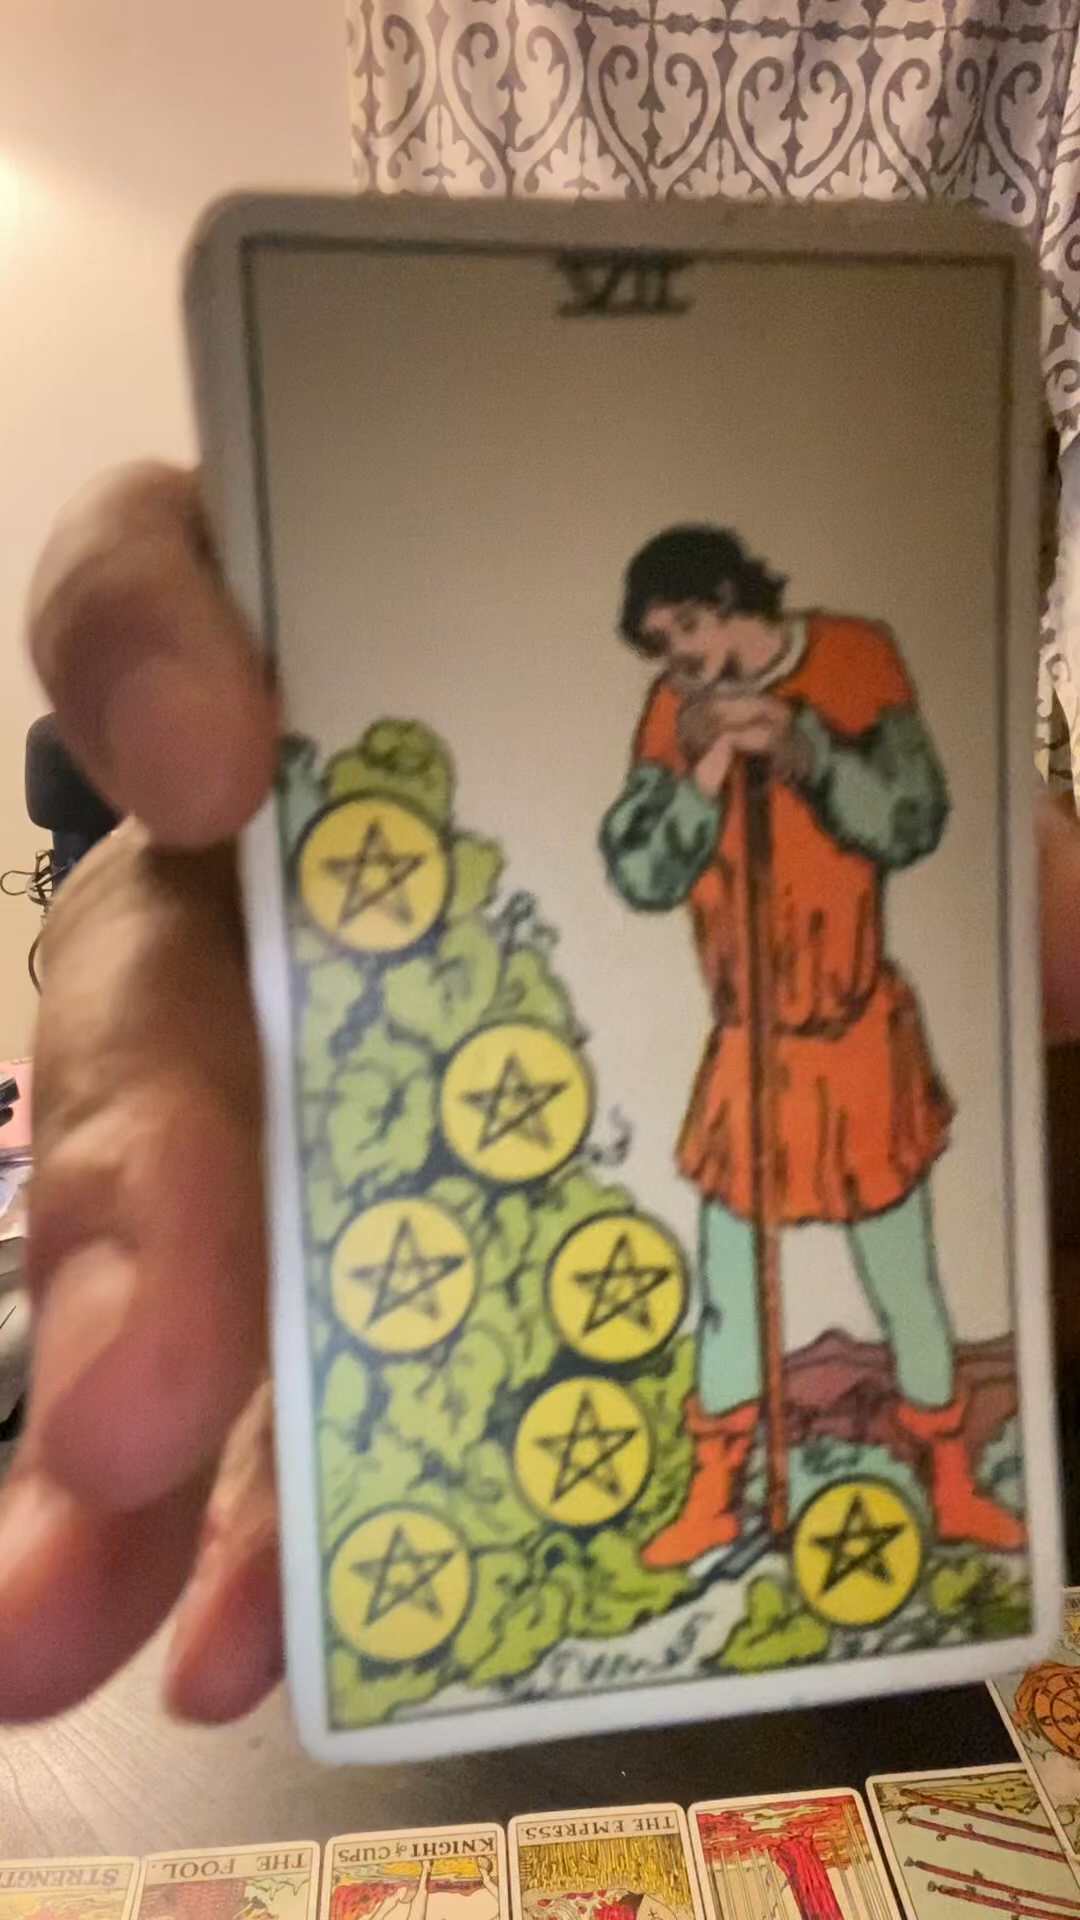 VII
STRENGTH
THE FOOL.
KNIGHT of CUPS
THE EMPRESS.